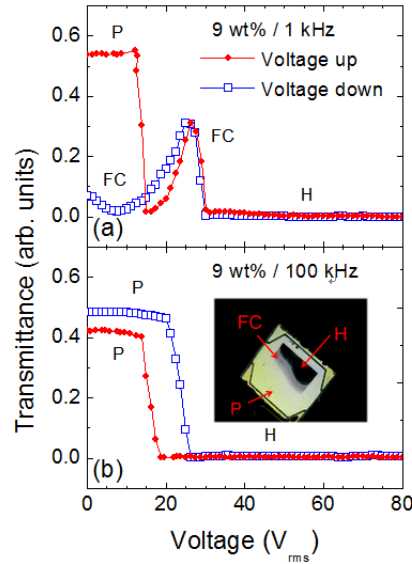 9 wt% / 1 kHz
P
Voltage up
Voltage down
FC
FC
H
(a)
0.6
0.4
0.2
0.0
Transmittance (arb. units)
9 wt% / 100 kHz
P
P
FC
H
P
H
(b)
0.6
0.4
0.2
0.0
0 20 40 60 80
Voltage (Vrms)